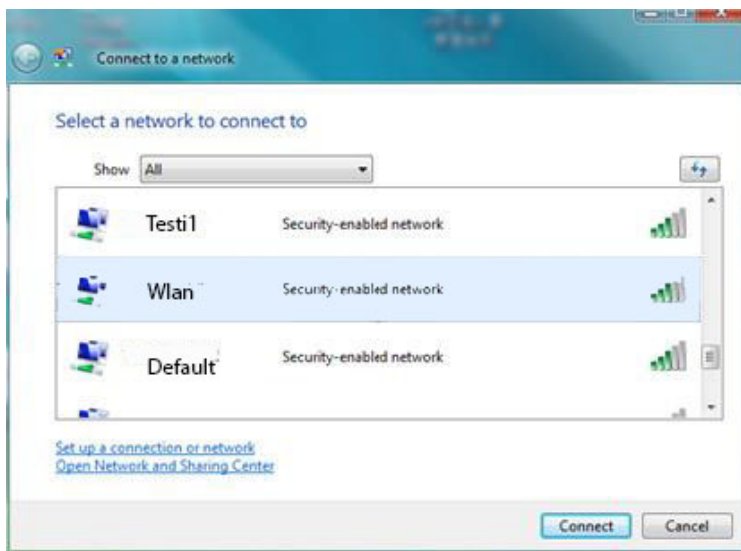 Connect to a network
Select a network to connect to
Show All
Testi1 Security-enabled network
Wlan Security-enabled network
Default Security-enabled network
Set up a connection or network
Open Network and Sharing Center
Connect Cancel